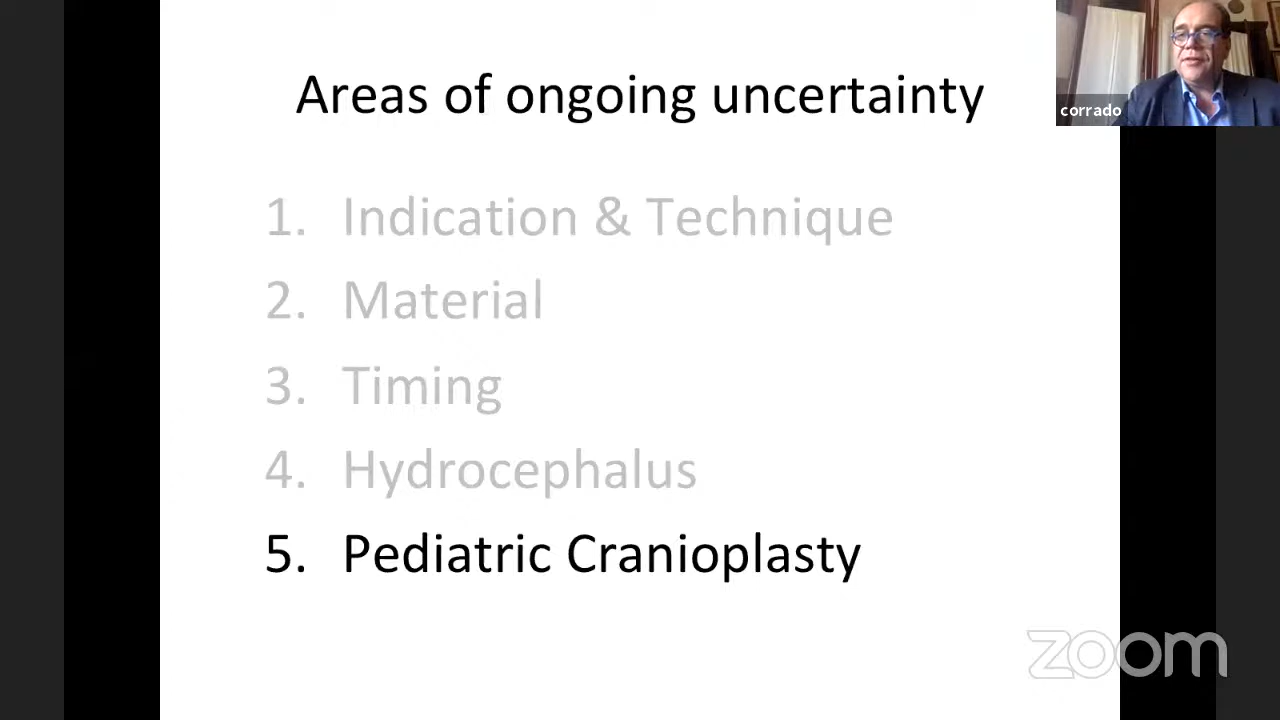 Areas of ongoing uncertainty
corrado
1. Indication & Technique
2. Material
3. Timing
4. Hydrocephalus
5. Pediatric Cranioplasty
zoom